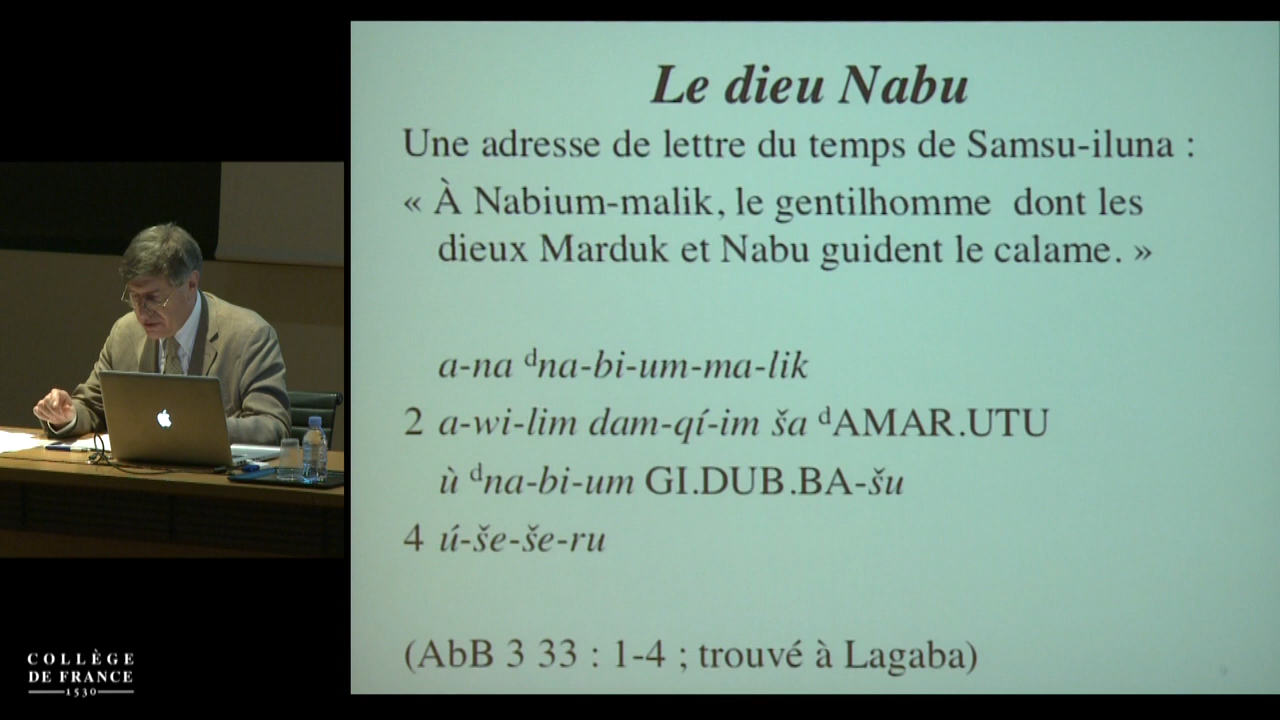 Le dieu Nabu
Une adresse de lettre du temps de Samsu-iluna :
« À Nabium-malik, le gentilhomme dont les
dieux Marduk et Nabu guident le calame. »
a-na ᵈna-bi-um-ma-lik
2 a-wi-lim dam-qí-im ša ᵈAMAR.UTU
ù ᵈna-bi-um GI.DUB.BA-šu
4 ú-še-še-ru
(AbB 3 33 : 1-4 ; trouvé à Lagaba)
COLLÈGE
DE FRANCE
1530